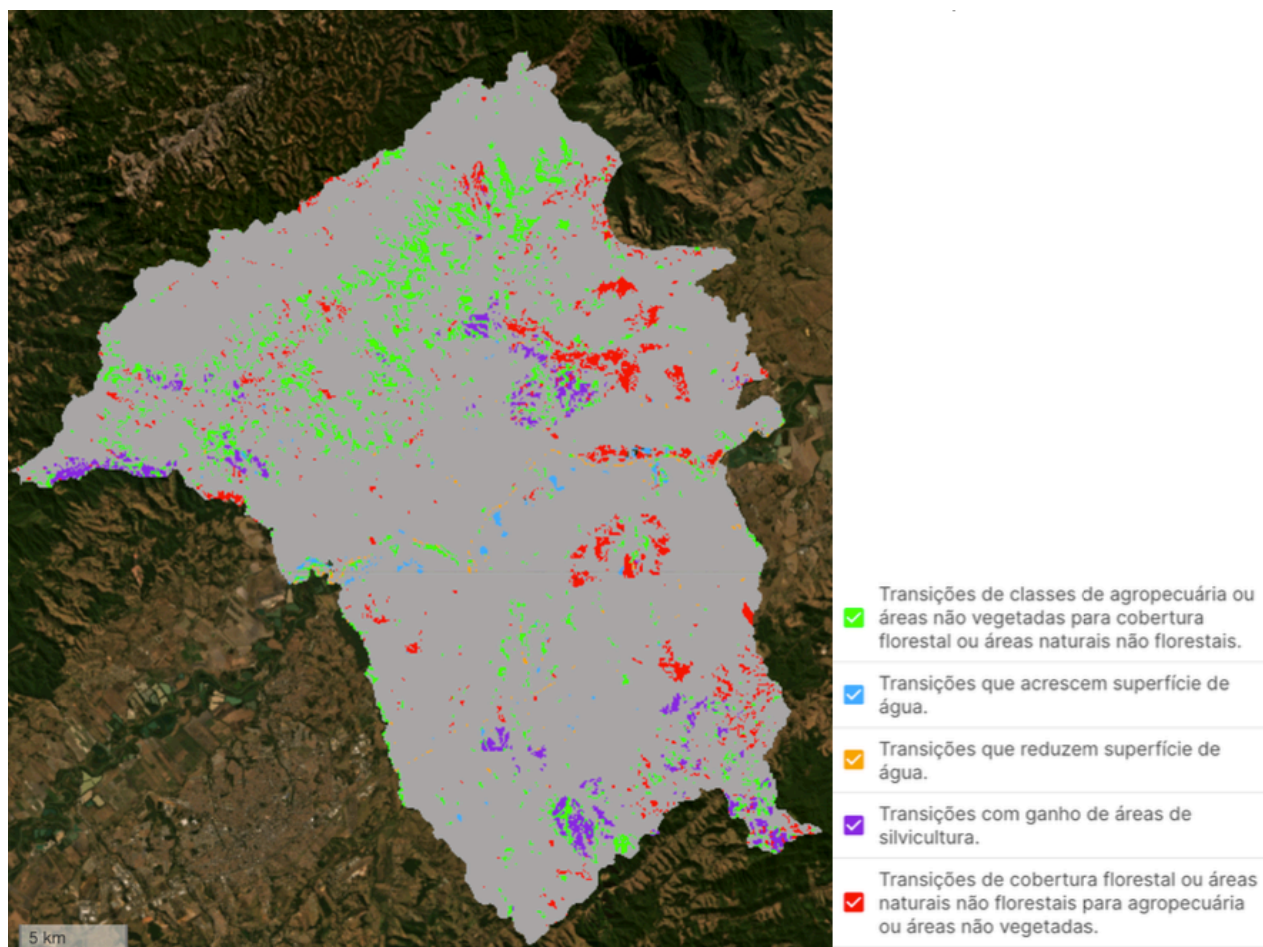 Transições de classes de agropecuária ou
áreas não vegetadas para cobertura
florestal ou áreas naturais não florestais.
Transições que acrescem superfície de
água.
Transições que reduzem superfície de
água.
Transições com ganho de áreas de
silvicultura.
Transições de cobertura florestal ou áreas
naturais não florestais para agropecuária
ou áreas não vegetadas.
5 km